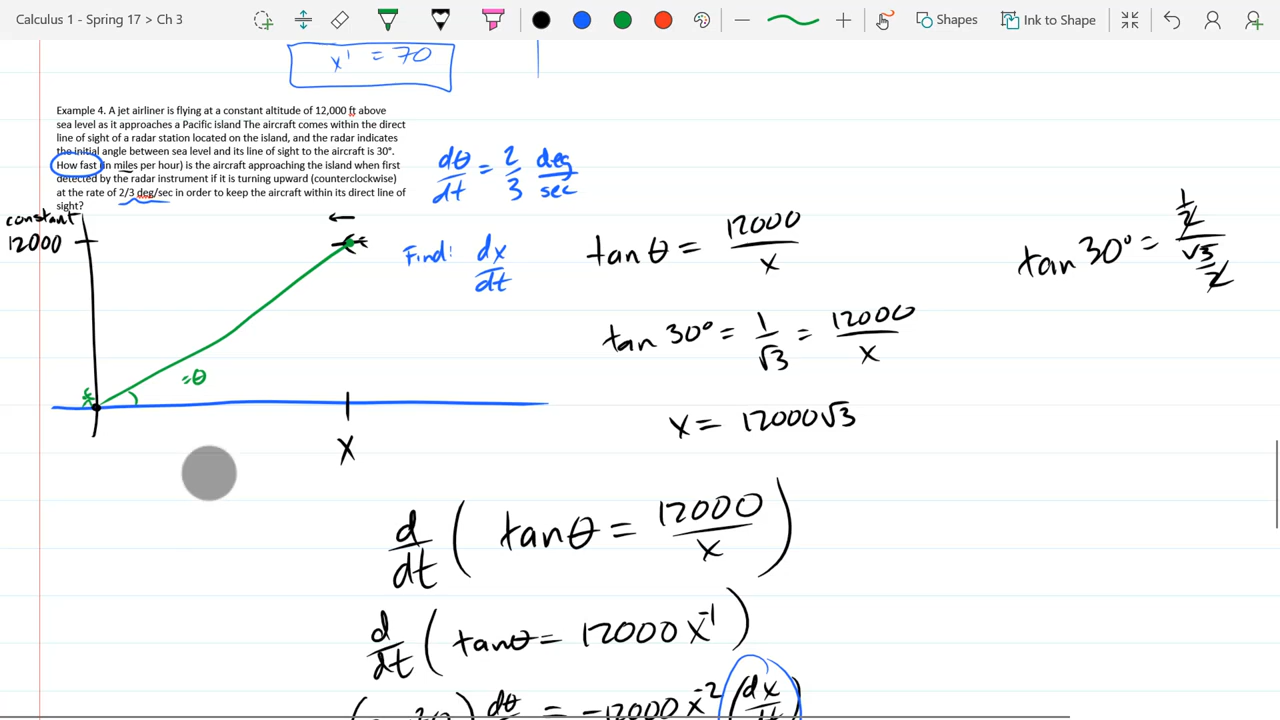 Calculus 1 - Spring 17 > Ch 3
Shapes
Ink to Shape
x' = 70
Example 4. A jet airliner is flying at a constant altitude of 12,000 ft above
sea level as it approaches a Pacific island The aircraft comes within the direct
line of sight of a radar station located on the island, and the radar indicates
the initial angle between sea level and its line of sight to the aircraft is 30°.
How fast (in miles per hour) is the aircraft approaching the island when first
detected by the radar instrument if it is turning upward (counterclockwise)
at the rate of 2/3 deg/sec in order to keep the aircraft within its direct line of
sight?
dθ/dt = 2/3 deg/sec
constant
12000
Find: dx/dt
tanθ = 12000/x
tan 30° = (1/2)/(√3/2)
tan 30° = 1/√3 = 12000/x
=θ
x = 12000√3
x
d/dt ( tanθ = 12000/x )
d/dt ( tanθ = 12000x⁻¹ )
dθ = -12000x⁻² (dx